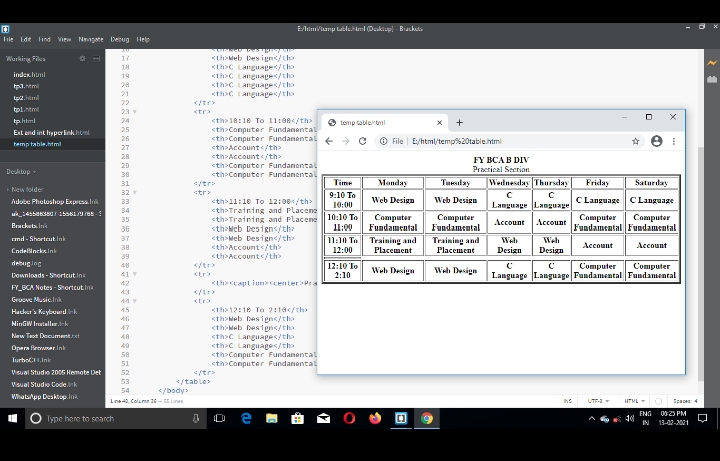 E:/html/temp table.html (Desktop) - Brackets
File Edit Find View Navigate Debug Help
Working Files
index.html
tp3.html
tp2.html
tp1.html
tp.html
Ext and int hyperlink.html
temp table.html
Desktop
New folder
Adobe Photoshop Express.lnk
Brackets.lnk
cmd - Shortcut.lnk
CodeBlocks.lnk
debug.log
Downloads - Shortcut.lnk
FY_BCA Notes - Shortcut.lnk
Groove Music.lnk
Hacker's Keyboard.lnk
MinGW Installer.lnk
New Text Document.txt
Opera Browser.lnk
TurboC++.lnk
Visual Studio 2005 Remote Deb
Visual Studio Code.lnk
WhatsApp Desktop.lnk
16 <th>Web Design</th>
17 <th>Web Design</th>
18 <th>C Language</th>
19 <th>C Language</th>
20 <th>C Language</th>
21 <th>C Language</th>
22 </tr>
23 <tr>
24 <th>10:10 To 11:00</th>
25 <th>Computer Fundamental
26 <th>Computer Fundamental
27 <th>Account</th>
28 <th>Account</th>
29 <th>Computer Fundamental
30 <th>Computer Fundamental
31 </tr>
32 <tr>
33 <th>11:10 To 12:00</th>
34 <th>Training and Placeme
35 <th>Training and Placeme
36 <th>Web Design</th>
37 <th>Web Design</th>
38 <th>Account</th>
39 <th>Account</th>
40 </tr>
41 <tr>
42 <th><caption><center>Pra
43 </tr>
44 <tr>
45 <th>12:10 To 2:10</th>
46 <th>Web Design</th>
47 <th>Web Design</th>
48 <th>C Language</th>
49 <th>C Language</th>
50 <th>Computer Fundamental
51 <th>Computer Fundamental
52 </tr>
53 </table>
54 </body>
temp table.html
File | E:/html/temp%20table.html
FY BCA B DIV
Practical Section
Time Monday Tuesday Wednesday Thursday Friday Saturday
9:10 To 10:00 Web Design Web Design C Language C Language C Language C Language
10:10 To 11:00 Computer Fundamental Computer Fundamental Account Account Computer Fundamental Computer Fundamental
11:10 To 12:00 Training and Placement Training and Placement Web Design Web Design Account Account
12:10 To 2:10 Web Design Web Design C Language C Language Computer Fundamental Computer Fundamental
INS UTF-8 HTML Spaces: 4
Type here to search
ENG IN
06:25 PM
13-02-2021